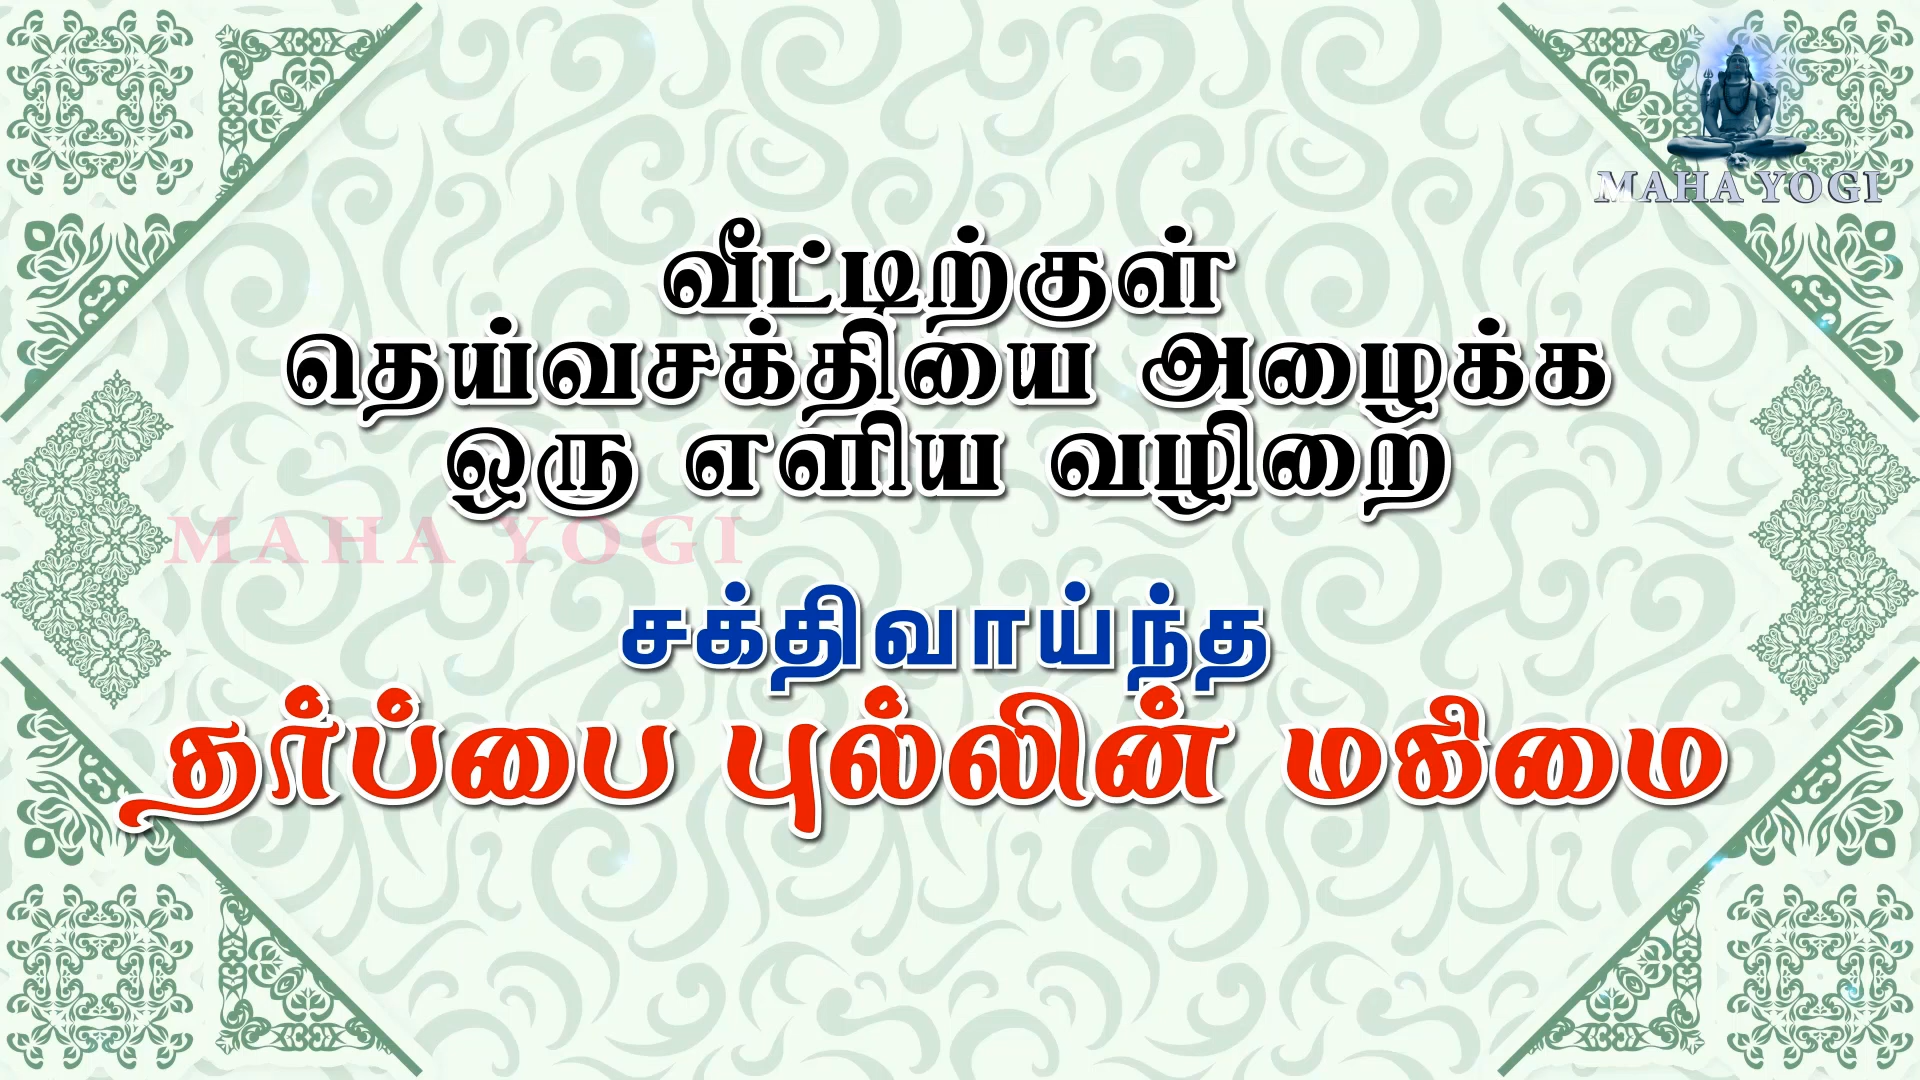 MAHA YOGI
வீட்டிற்குள்
தெய்வசக்தியை அழைக்க
ஒரு எளிய வழிறை
MAHA YOGI
சக்திவாய்ந்த
தர்ப்பை புல்லின் மகிமை